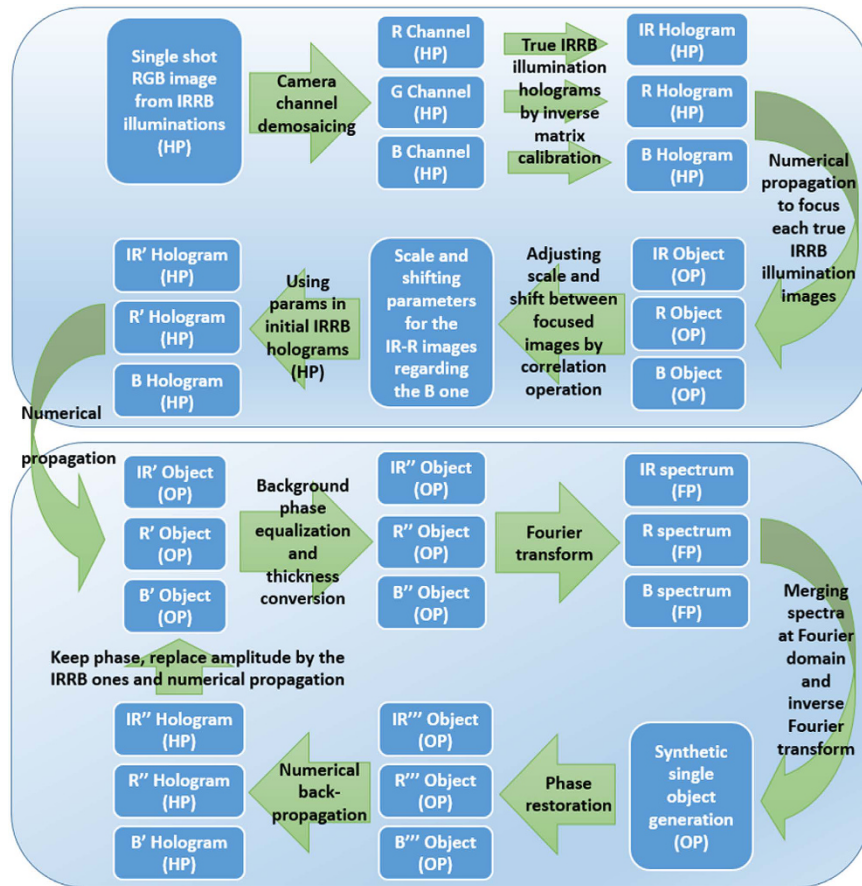 Single shot
RGB image
from IRRB
illuminations
(HP)
Camera
channel
demosaicing
R Channel
(HP)
G Channel
(HP)
B Channel
(HP)
True IRRB
illumination
holograms
by inverse
matrix
calibration
IR Hologram
(HP)
R Hologram
(HP)
B Hologram
(HP)
Numerical
propagation
to focus
each true
IRRB
illumination
images
IR Object
(OP)
R Object
(OP)
B Object
(OP)
Adjusting
scale and
shift between
focused
images by
correlation
operation
Scale and
shifting
parameters
for the
IR-R images
regarding
the B one
Using
params in
initial IRRB
holograms
(HP)
IR' Hologram
(HP)
R' Hologram
(HP)
B Hologram
(HP)
Numerical
propagation
IR' Object
(OP)
R' Object
(OP)
B' Object
(OP)
Background
phase
equalization
and
thickness
conversion
IR'' Object
(OP)
R'' Object
(OP)
B'' Object
(OP)
Fourier
transform
IR spectrum
(FP)
R spectrum
(FP)
B spectrum
(FP)
Merging
spectra
at Fourier
domain
and
inverse
Fourier
transform
Synthetic
single
object
generation
(OP)
Phase
restoration
IR''' Object
(OP)
R''' Object
(OP)
B''' Object
(OP)
Numerical
back-
propagation
IR'' Hologram
(HP)
R'' Hologram
(HP)
B' Hologram
(HP)
Keep phase, replace amplitude by the
IRRB ones and numerical propagation